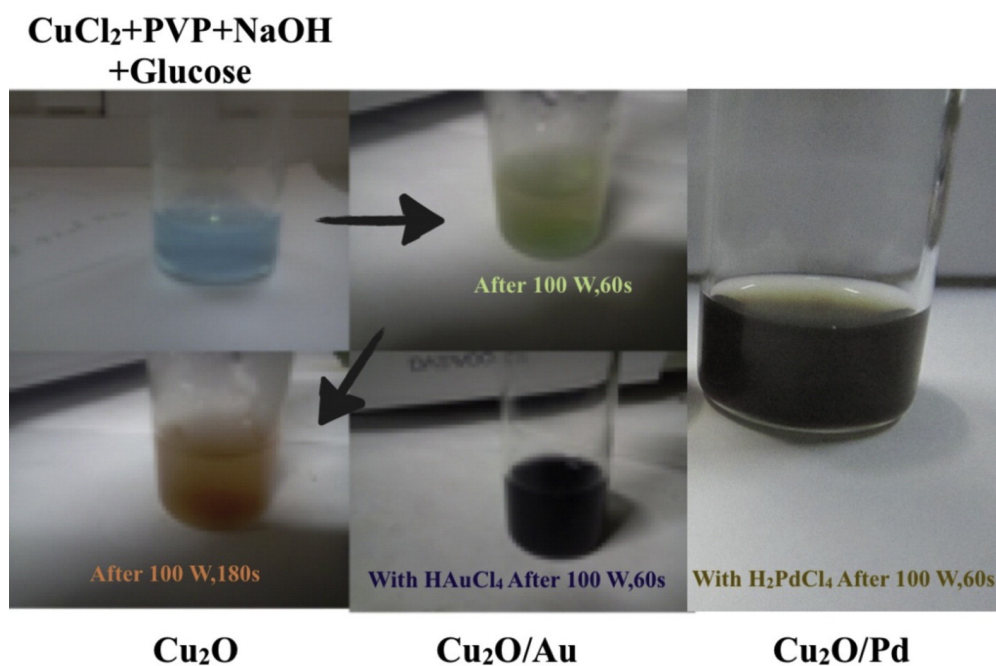 CuCl₂+PVP+NaOH
+Glucose
After 100 W,60s
After 100 W,180s
With HAuCl₄ After 100 W,60s
With H₂PdCl₄ After 100 W,60s
Cu₂O
Cu₂O/Au
Cu₂O/Pd